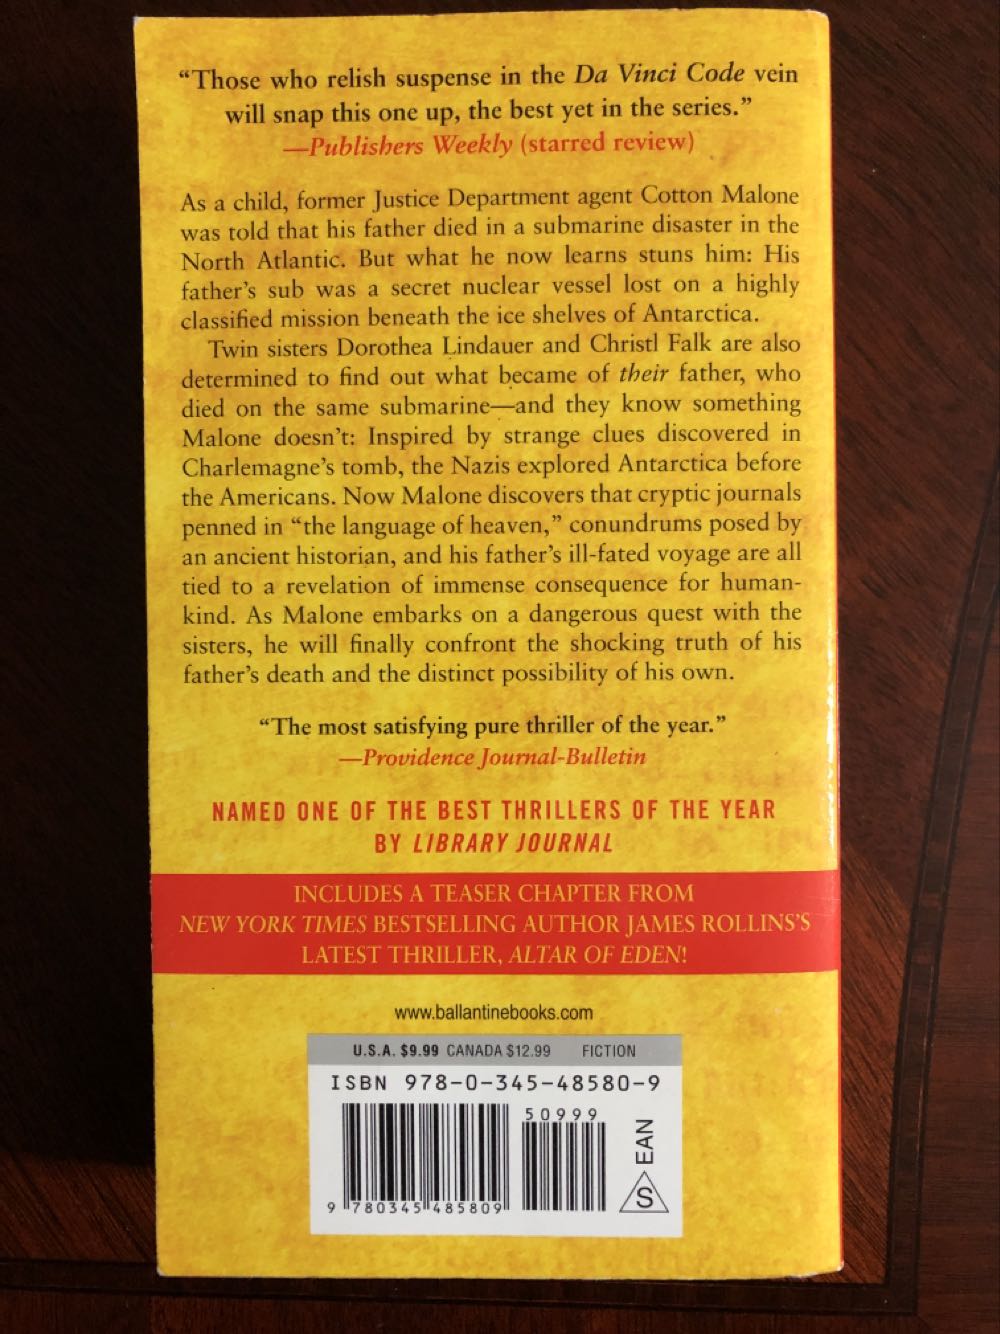 “Those who relish suspense in the Da Vinci Code vein
will snap this one up, the best yet in the series.”
—Publishers Weekly (starred review)
As a child, former Justice Department agent Cotton Malone
was told that his father died in a submarine disaster in the
North Atlantic. But what he now learns stuns him: His
father’s sub was a secret nuclear vessel lost on a highly
classified mission beneath the ice shelves of Antarctica.
Twin sisters Dorothea Lindauer and Christl Falk are also
determined to find out what became of their father, who
died on the same submarine—and they know something
Malone doesn’t: Inspired by strange clues discovered in
Charlemagne’s tomb, the Nazis explored Antarctica before
the Americans. Now Malone discovers that cryptic journals
penned in “the language of heaven,” conundrums posed by
an ancient historian, and his father’s ill-fated voyage are all
tied to a revelation of immense consequence for human-
kind. As Malone embarks on a dangerous quest with the
sisters, he will finally confront the shocking truth of his
father’s death and the distinct possibility of his own.
“The most satisfying pure thriller of the year.”
—Providence Journal-Bulletin
NAMED ONE OF THE BEST THRILLERS OF THE YEAR
BY LIBRARY JOURNAL
INCLUDES A TEASER CHAPTER FROM
NEW YORK TIMES BESTSELLING AUTHOR JAMES ROLLINS’S
LATEST THRILLER, ALTAR OF EDEN!
www.ballantinebooks.com
U.S.A. $9.99 CANADA $12.99 FICTION
ISBN 978-0-345-48580-9
50999
9 780345 485809
EAN
S